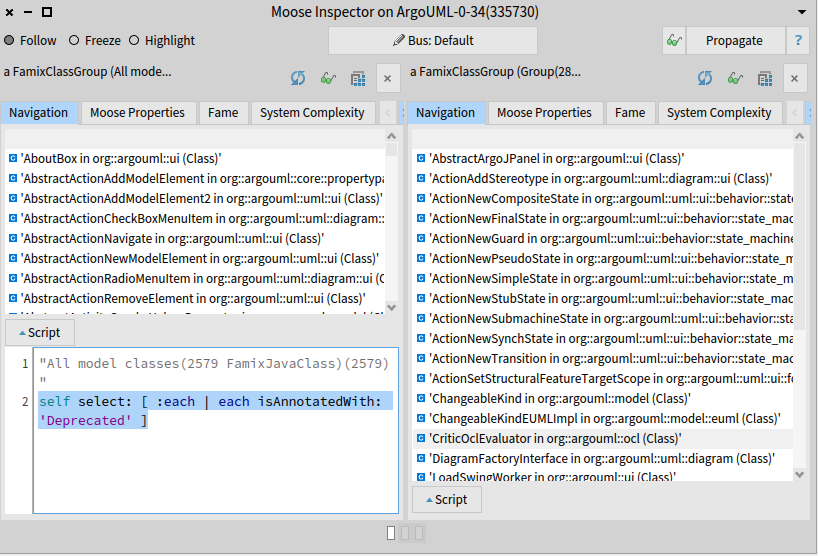 Moose Inspector on ArgoUML-0-34(335730)
Follow Freeze Highlight Bus: Default Propagate ?
a FamixClassGroup (All mode...
Navigation Moose Properties Fame System Complexity
'AboutBox in org::argouml::ui (Class)'
'AbstractActionAddModelElement in org::argouml::core::propertypa
'AbstractActionAddModelElement2 in org::argouml::uml::ui (Class)'
'AbstractActionCheckBoxMenuItem in org::argouml::uml::diagram::
'AbstractActionNavigate in org::argouml::uml::ui (Class)'
'AbstractActionNewModelElement in org::argouml::uml::ui (Class)'
'AbstractActionRadioMenuItem in org::argouml::uml::diagram::ui (C
'AbstractActionRemoveElement in org::argouml::uml::ui (Class)'
Script
1 "All model classes(2579 FamixJavaClass)(2579)
"
2 self select: [ :each | each isAnnotatedWith:
'Deprecated' ]
a FamixClassGroup (Group(28...
Navigation Moose Properties Fame System Complexity
'AbstractArgoJPanel in org::argouml::ui (Class)'
'ActionAddStereotype in org::argouml::uml::diagram::ui (Class)'
'ActionNewCompositeState in org::argouml::uml::ui::behavior::state
'ActionNewFinalState in org::argouml::uml::ui::behavior::state_mac
'ActionNewGuard in org::argouml::uml::ui::behavior::state_machine
'ActionNewPseudoState in org::argouml::uml::ui::behavior::state_m
'ActionNewSimpleState in org::argouml::uml::ui::behavior::state_m
'ActionNewStubState in org::argouml::uml::ui::behavior::state_mac
'ActionNewSubmachineState in org::argouml::uml::ui::behavior::sta
'ActionNewSynchState in org::argouml::uml::ui::behavior::state_mac
'ActionNewTransition in org::argouml::uml::ui::behavior::state_mac
'ActionSetStructuralFeatureTargetScope in org::argouml::uml::ui::fo
'ChangeableKind in org::argouml::model (Class)'
'ChangeableKindEUMLImpl in org::argouml::model::euml (Class)'
'CriticOclEvaluator in org::argouml::ocl (Class)'
'DiagramFactoryInterface in org::argouml::uml::diagram (Class)'
'LoadSwingWorker in org::argouml::ui (Class)'
Script